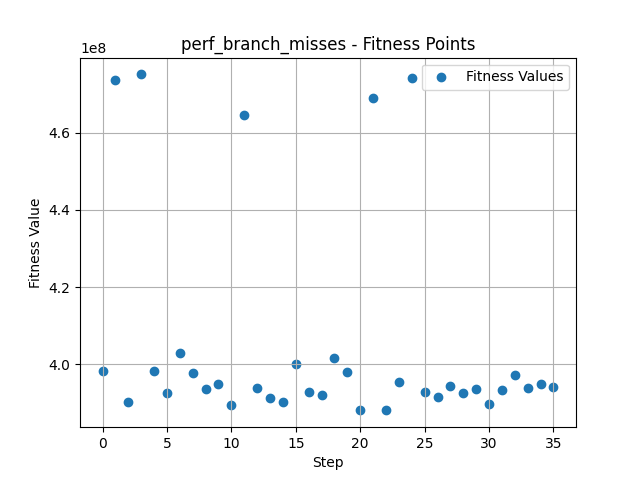 perf_branch_misses - Fitness Points
1e8
Fitness Values
4.6
4.4
4.2
4.0
Fitness Value
0 5 10 15 20 25 30 35
Step